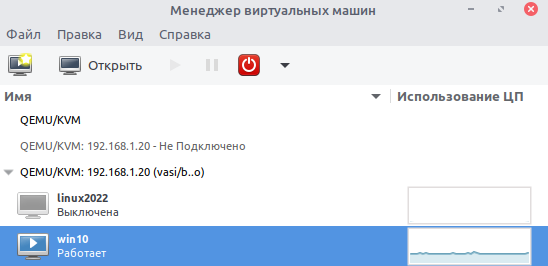 Менеджер виртуальных машин
Файл Правка Вид Справка
Открыть
Имя Использование ЦП
QEMU/KVM
QEMU/KVM: 192.168.1.20 - Не Подключено
QEMU/KVM: 192.168.1.20 (vasi/b..o)
linux2022
Выключена
win10
Работает